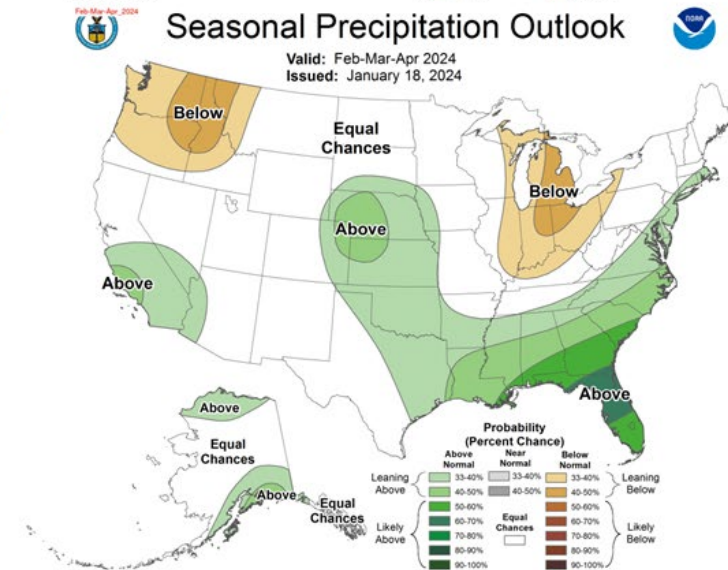 Feb-Mar-Apr 2024
Seasonal Precipitation Outlook
NOAA
Valid: Feb-Mar-Apr 2024
Issued: January 18, 2024
Below
Equal
Chances
Below
Above
Above
Above
Above
Equal
Chances
Above
Equal
Chances
Probability
(Percent Chance)
Above
Normal
Near
Normal
Below
Normal
Leaning
Above
33-40%
33-40%
33-40%
Leaning
Below
40-50%
40-50%
40-50%
Likely
Above
50-60%
50-60%
60-70%
Equal
Chances
60-70%
Likely
Below
70-80%
70-80%
80-90%
80-90%
90-100%
90-100%